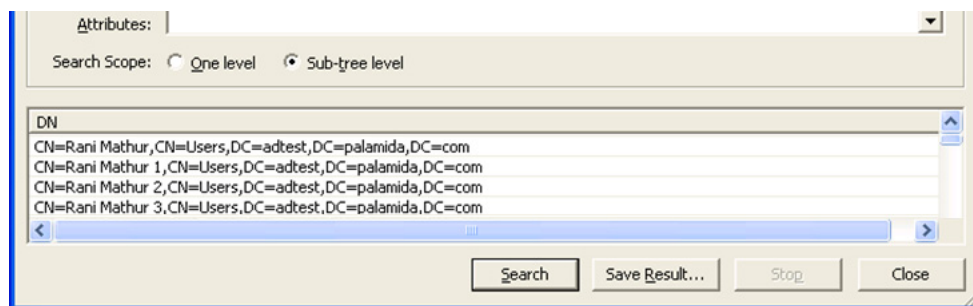 Attributes:
Search Scope: One level Sub-tree level
DN
CN=Rani Mathur,CN=Users,DC=adtest,DC=palamida,DC=com
CN=Rani Mathur 1,CN=Users,DC=adtest,DC=palamida,DC=com
CN=Rani Mathur 2,CN=Users,DC=adtest,DC=palamida,DC=com
CN=Rani Mathur 3,CN=Users,DC=adtest,DC=palamida,DC=com
Search Save Result... Stop Close